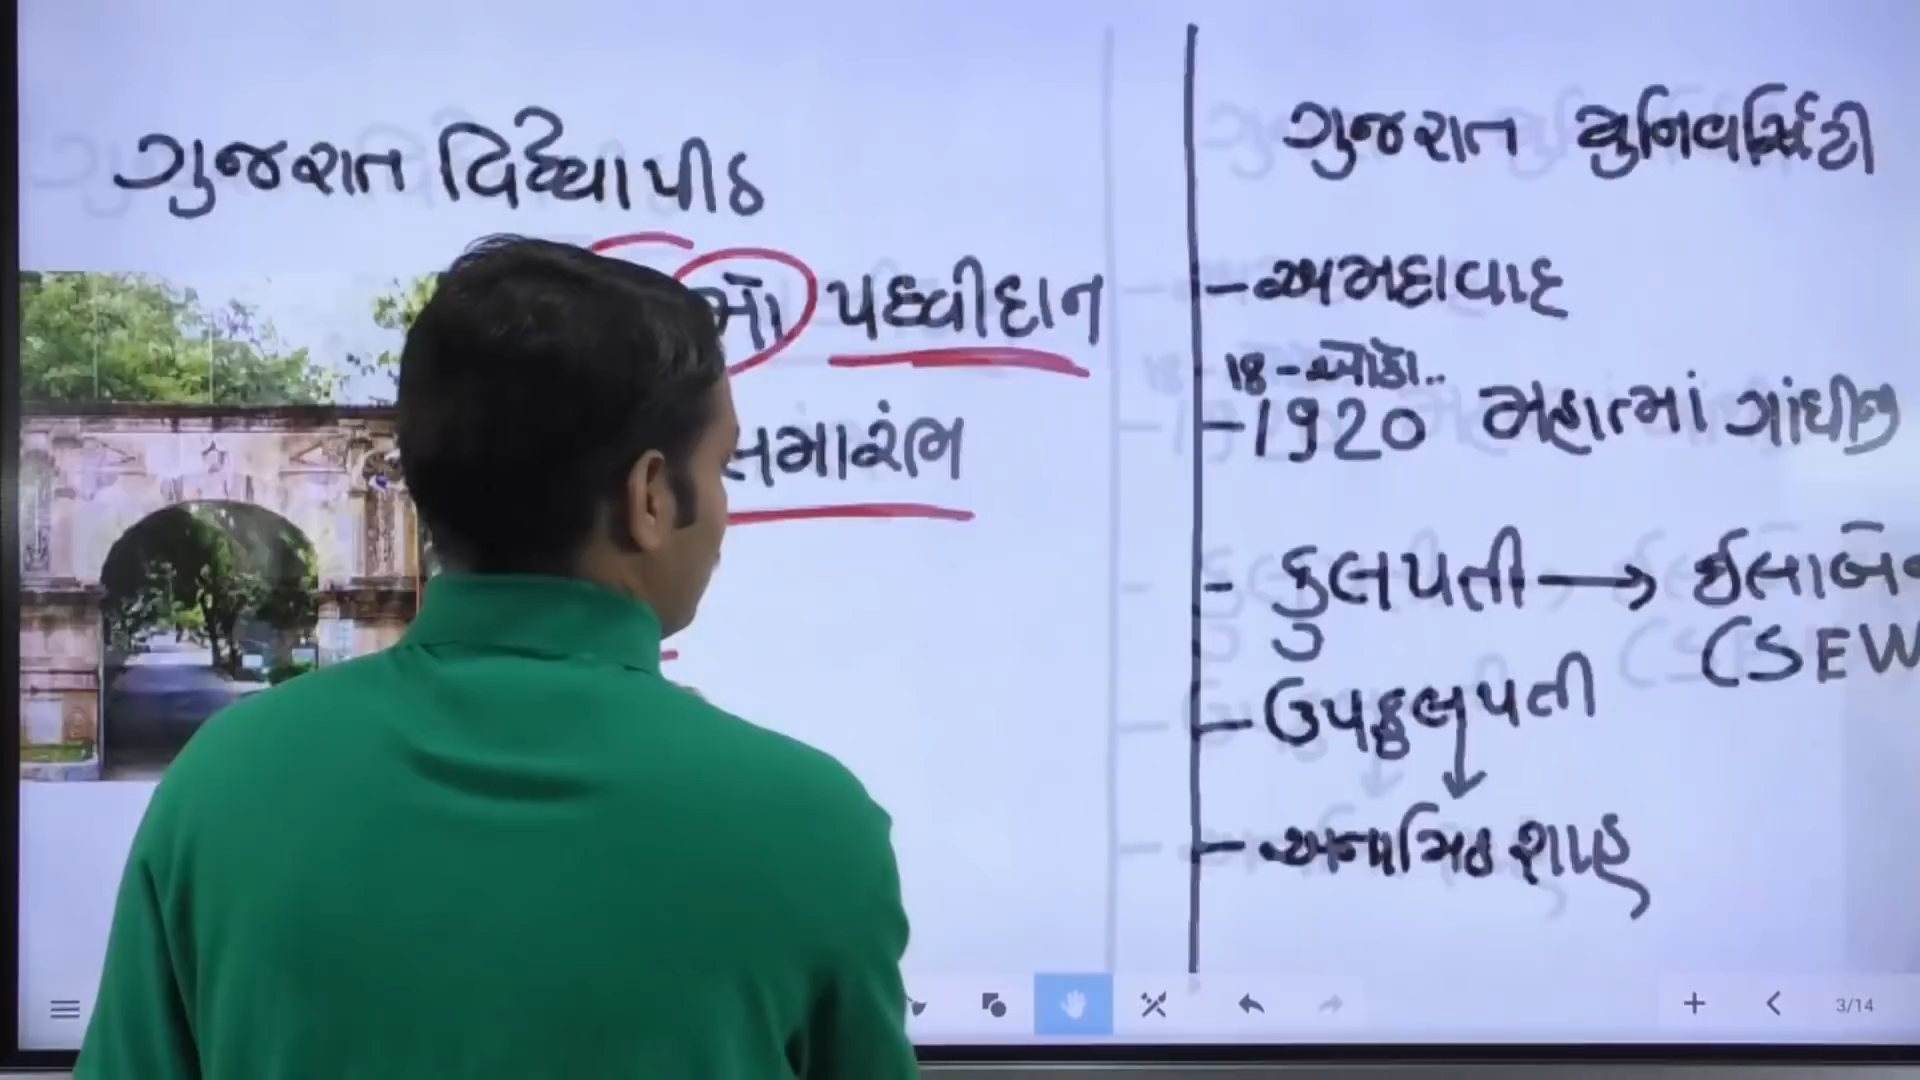 ગુજરાત વિદ્યાપીઠ
પદવીદાન
સમારંભ
ગુજરાત યુનિવર્સિટી
- અમદાવાદ
18 - ઓક્ટો..
- 1920 મહાત્માં ગાંધીજી
- કુલપતી → ઈલાબેન
(SEW
- ઉપકુલપતી
↓
- અનામિક શાહ
3/14